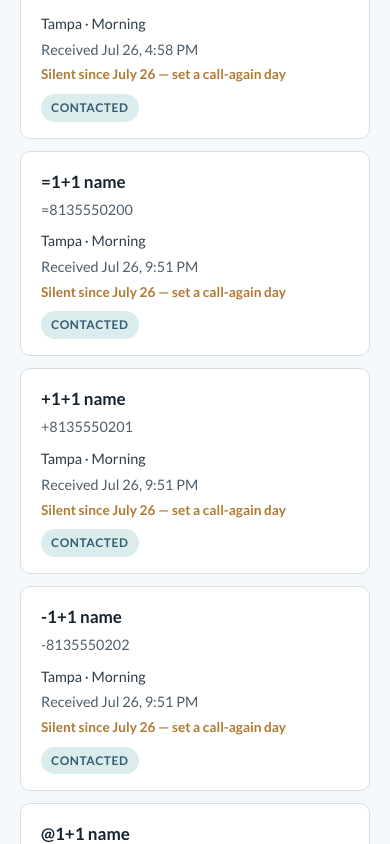 Tampa · Morning
Received Jul 26, 4:58 PM
Silent since July 26 — set a call-again day
CONTACTED
=1+1 name
=8135550200
Tampa · Morning
Received Jul 26, 9:51 PM
Silent since July 26 — set a call-again day
CONTACTED
+1+1 name
+8135550201
Tampa · Morning
Received Jul 26, 9:51 PM
Silent since July 26 — set a call-again day
CONTACTED
-1+1 name
-8135550202
Tampa · Morning
Received Jul 26, 9:51 PM
Silent since July 26 — set a call-again day
CONTACTED
@1+1 name